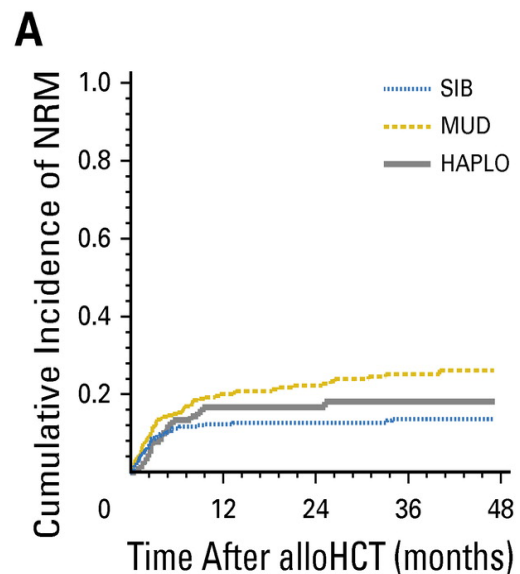 A
Cumulative Incidence of NRM
1.0
0.8
0.6
0.4
0.2
SIB
MUD
HAPLO
0 12 24 36 48
Time After alloHCT (months)